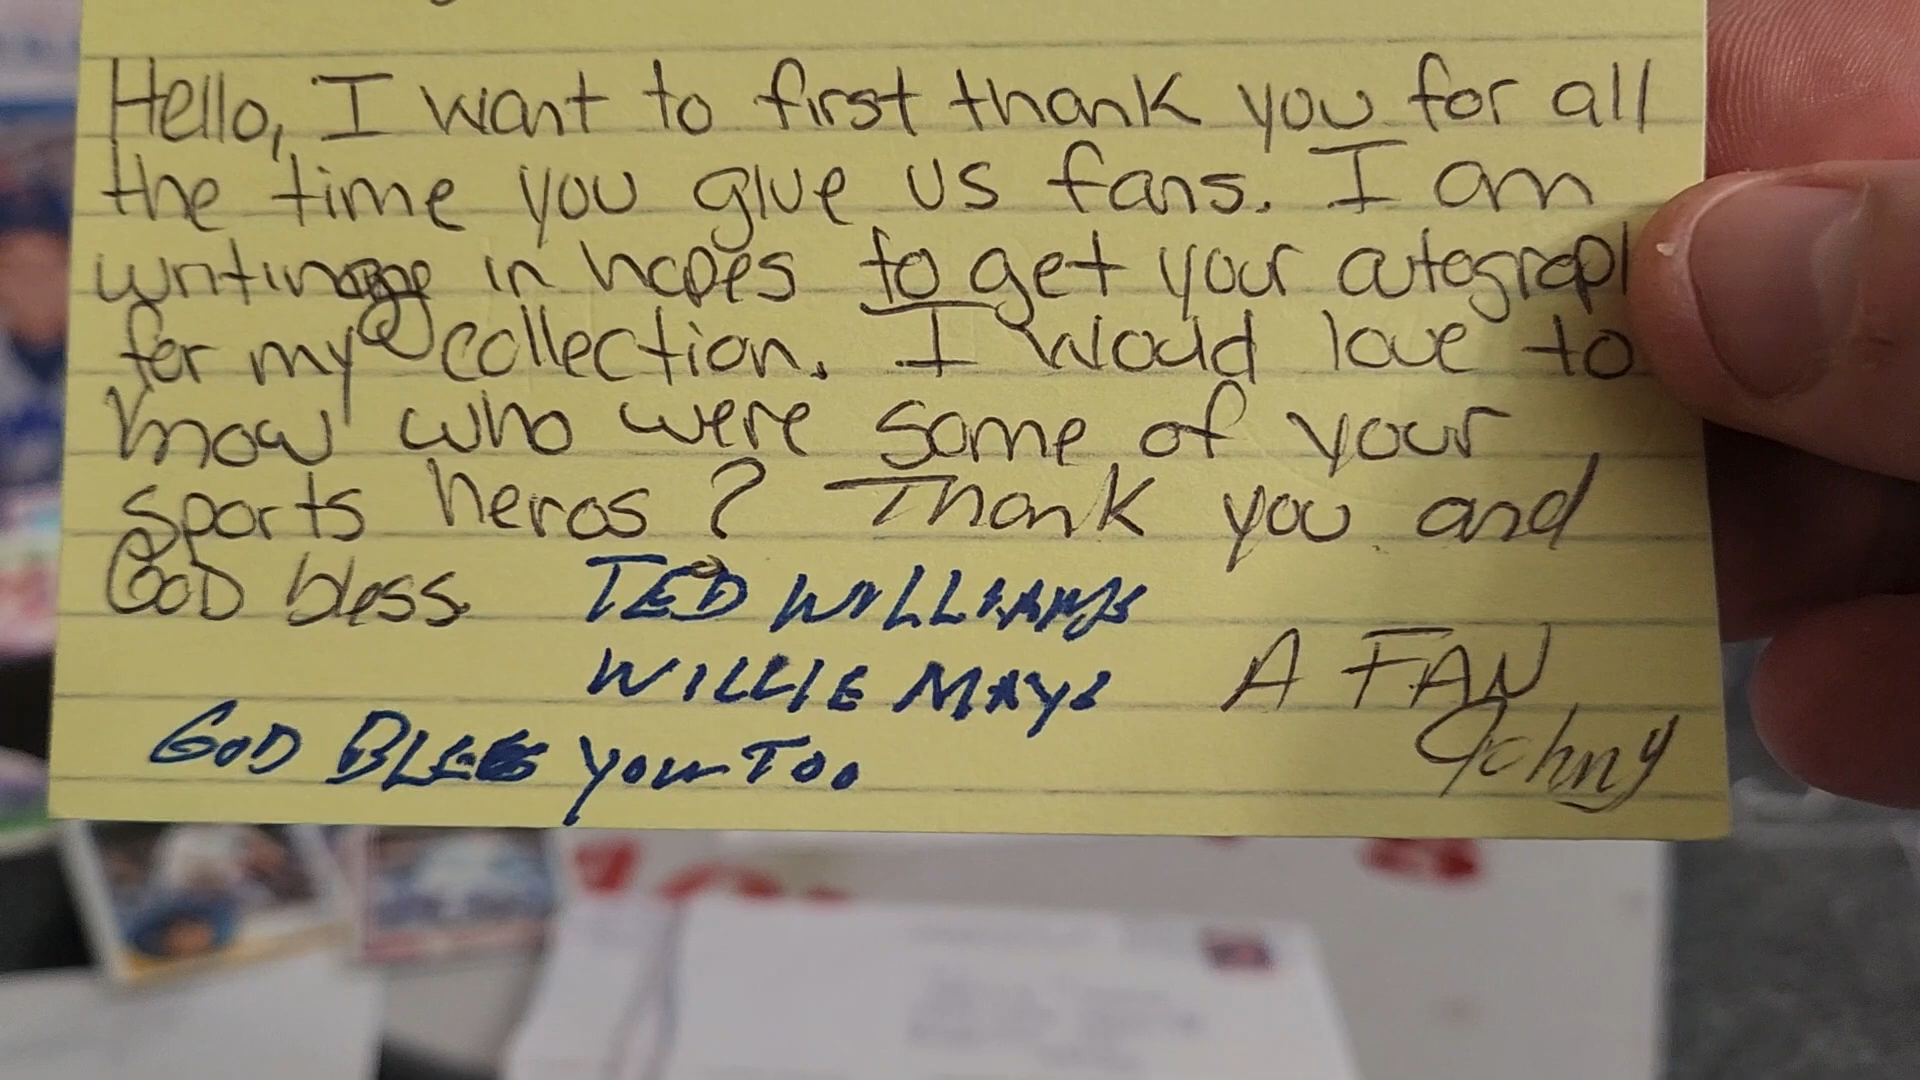 Hello, I want to first thank you for all
the time you give us fans. I am
writing in hopes to get your autograph
for my collection. I would love to
know who were some of your
sports heros? Thank you and
GOD bless. TED WILLIAMS
WILLIE MAYS A FAN
GOD BLESS YOU TOO Johny